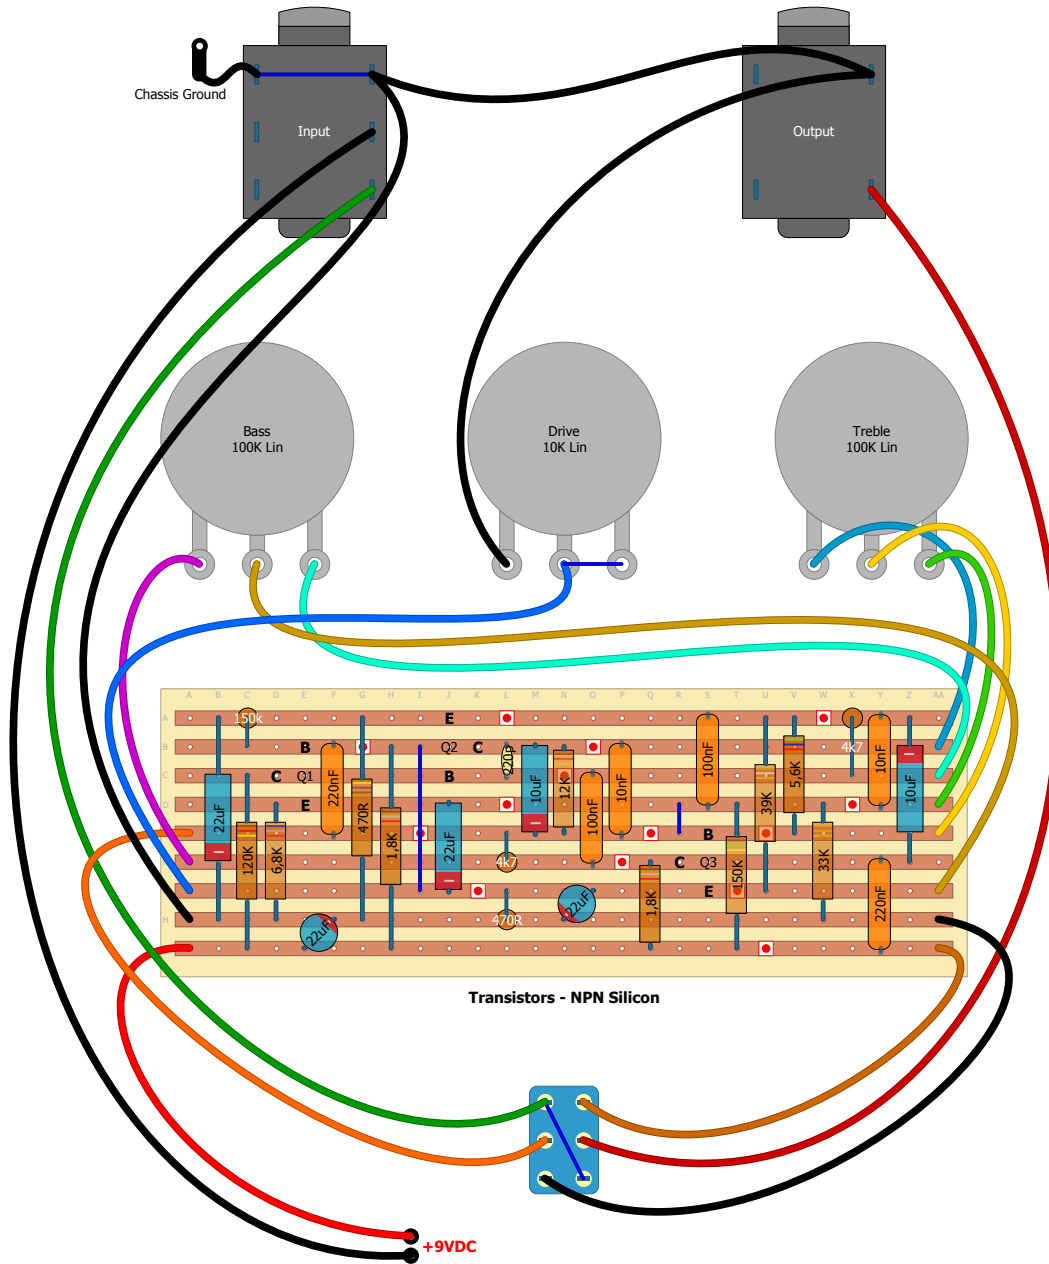 Chassis Ground
Input
Output
Bass
100K Lin
Drive
10K Lin
Treble
100K Lin
A B C D E F G H I J K L M N O P Q R S T U V W X Y Z AA
A
150k
E
B
B
Q2
C
220p
4k7
C
C
Q1
B
D
E
B
C
Q3
E
H
22uF
120K
6,8K
220nF
22uF
470R
1,8K
22uF
4k7
470R
10uF
12K
22uF
100nF
10nF
1,8K
100nF
150K
39K
5,6K
33K
10nF
220nF
10uF
Transistors - NPN Silicon
+9VDC